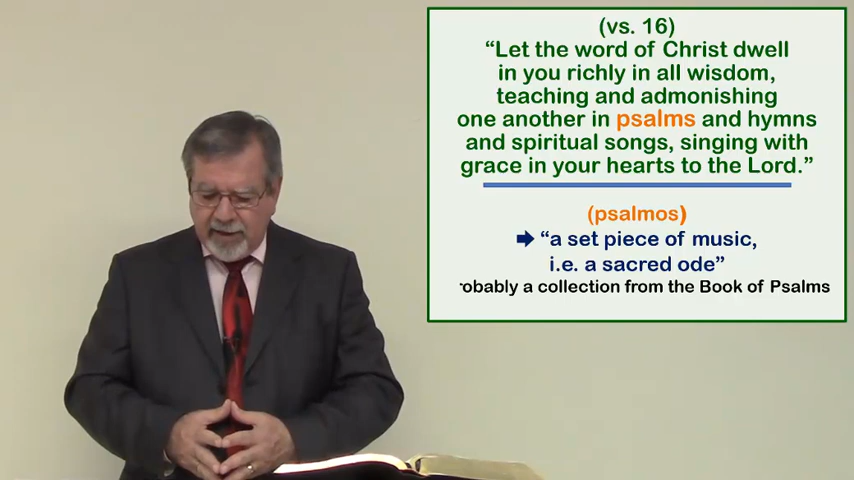 (vs. 16)
“Let the word of Christ dwell
in you richly in all wisdom,
teaching and admonishing
one another in psalms and hymns
and spiritual songs, singing with
grace in your hearts to the Lord.”
(psalmos)
➡ “a set piece of music,
i.e. a sacred ode”
obably a collection from the Book of Psalms